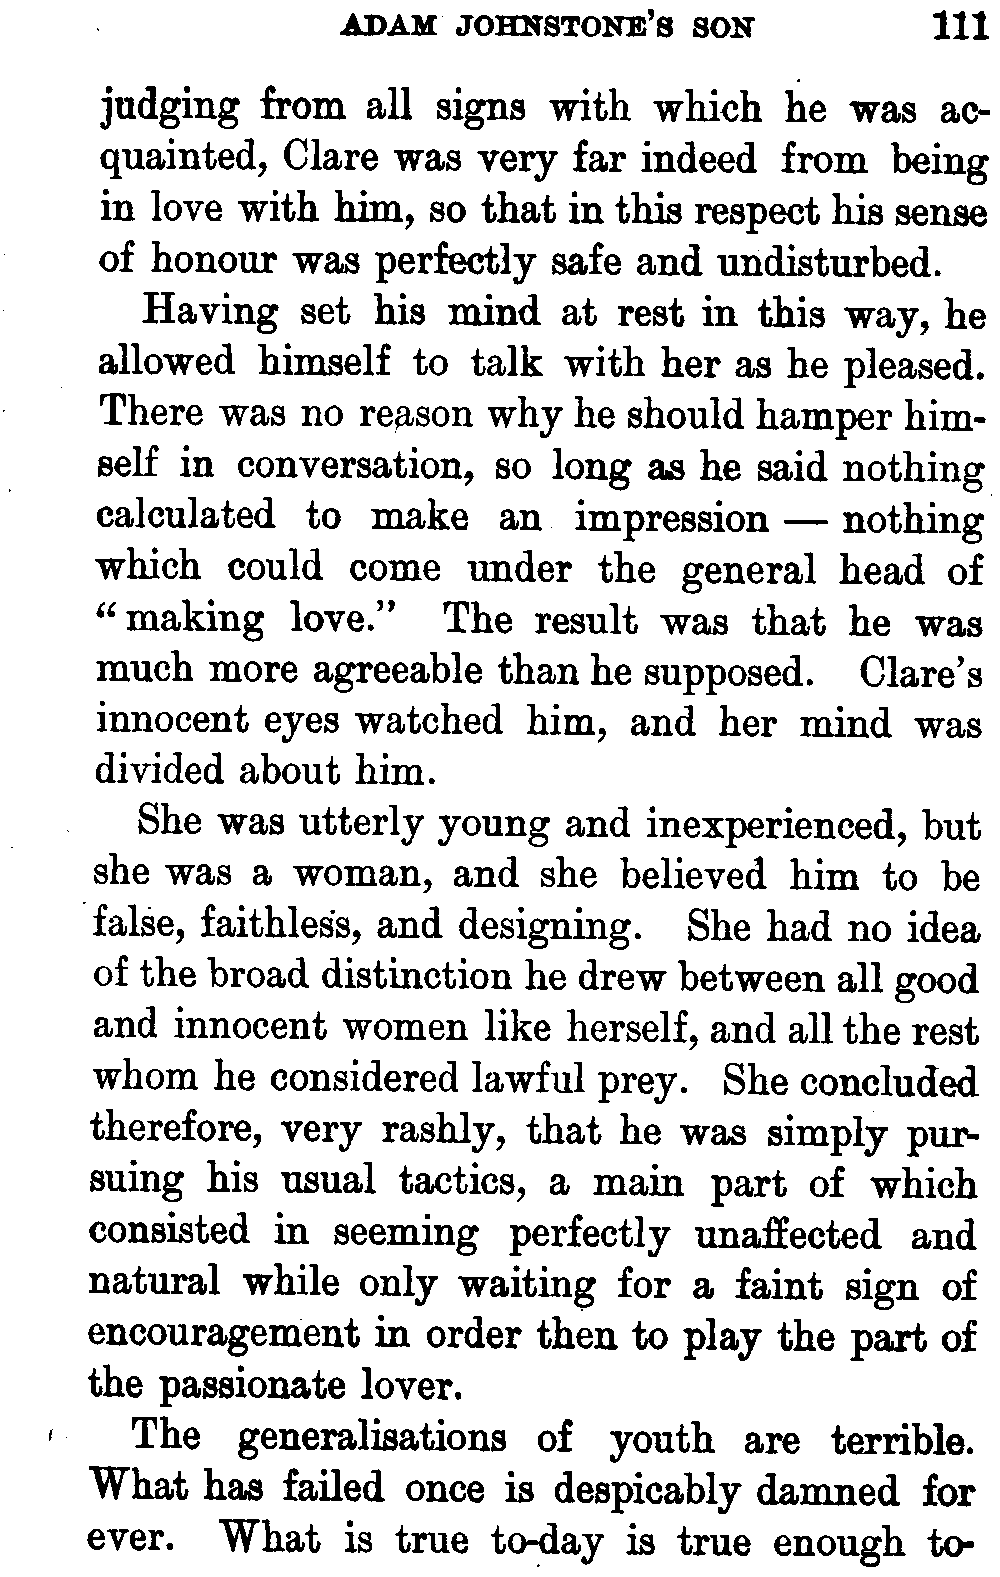 ADAM JOHNSTONE'S SON 111
judging from all signs with which he was ac-
quainted, Clare was very far indeed from being
in love with him, so that in this respect his sense
of honour was perfectly safe and undisturbed.
Having set his mind at rest in this way, he
allowed himself to talk with her as he pleased.
There was no reason why he should hamper him-
self in conversation, so long as he said nothing
calculated to make an impression — nothing
which could come under the general head of
"making love." The result was that he was
much more agreeable than he supposed. Clare's
innocent eyes watched him, and her mind was
divided about him.
She was utterly young and inexperienced, but
she was a woman, and she believed him to be
false, faithless, and designing. She had no idea
of the broad distinction he drew between all good
and innocent women like herself, and all the rest
whom he considered lawful prey. She concluded
therefore, very rashly, that he was simply pur-
suing his usual tactics, a main part of which
consisted in seeming perfectly unaffected and
natural while only waiting for a faint sign of
encouragement in order then to play the part of
the passionate lover.
The generalisations of youth are terrible.
What has failed once is despicably damned for
ever. What is true to-day is true enough to-